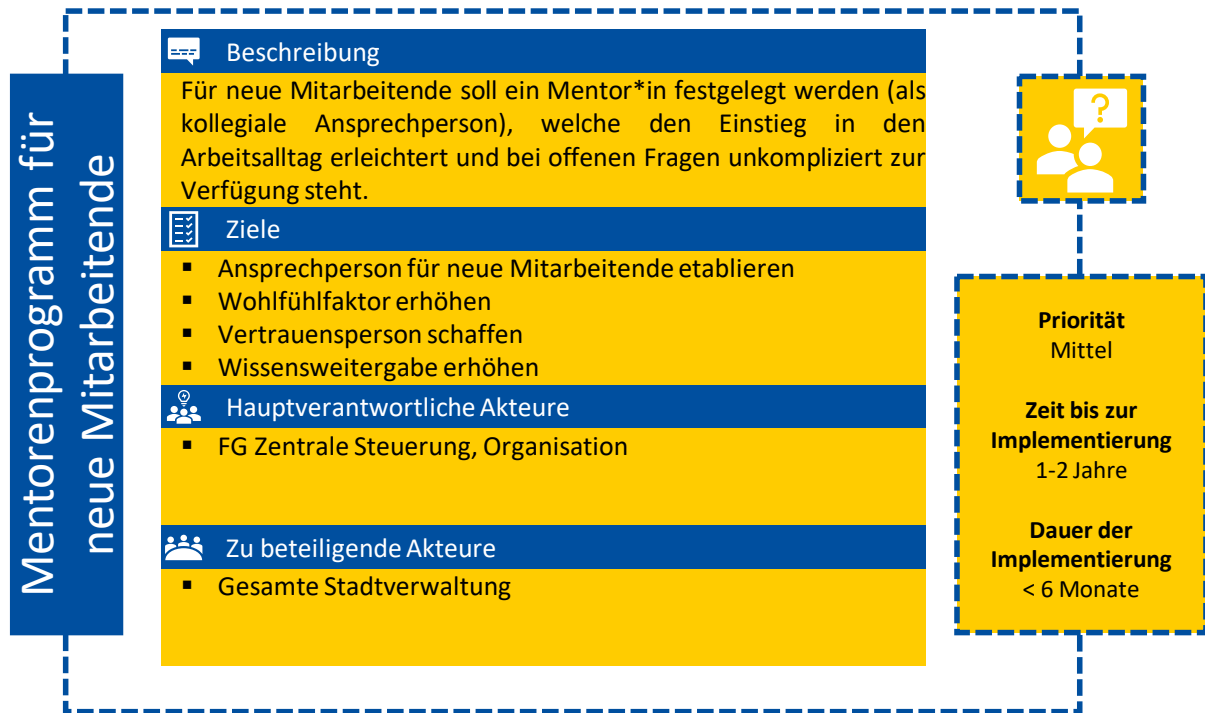 Mentorenprogramm für
neue Mitarbeitende
Beschreibung
Für neue Mitarbeitende soll ein Mentor*in festgelegt werden (als
kollegiale Ansprechperson), welche den Einstieg in den
Arbeitsalltag erleichtert und bei offenen Fragen unkompliziert zur
Verfügung steht.
Ziele
▪ Ansprechperson für neue Mitarbeitende etablieren
▪ Wohlfühlfaktor erhöhen
▪ Vertrauensperson schaffen
▪ Wissensweitergabe erhöhen
Hauptverantwortliche Akteure
▪ FG Zentrale Steuerung, Organisation
Zu beteiligende Akteure
▪ Gesamte Stadtverwaltung
?
Priorität
Mittel
Zeit bis zur
Implementierung
1-2 Jahre
Dauer der
Implementierung
< 6 Monate